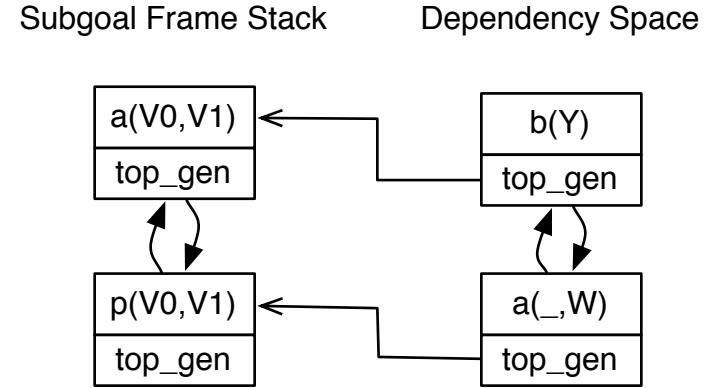 Subgoal Frame Stack
Dependency Space
a(V0,V1)
top_gen
b(Y)
top_gen
p(V0,V1)
top_gen
a(_,W)
top_gen